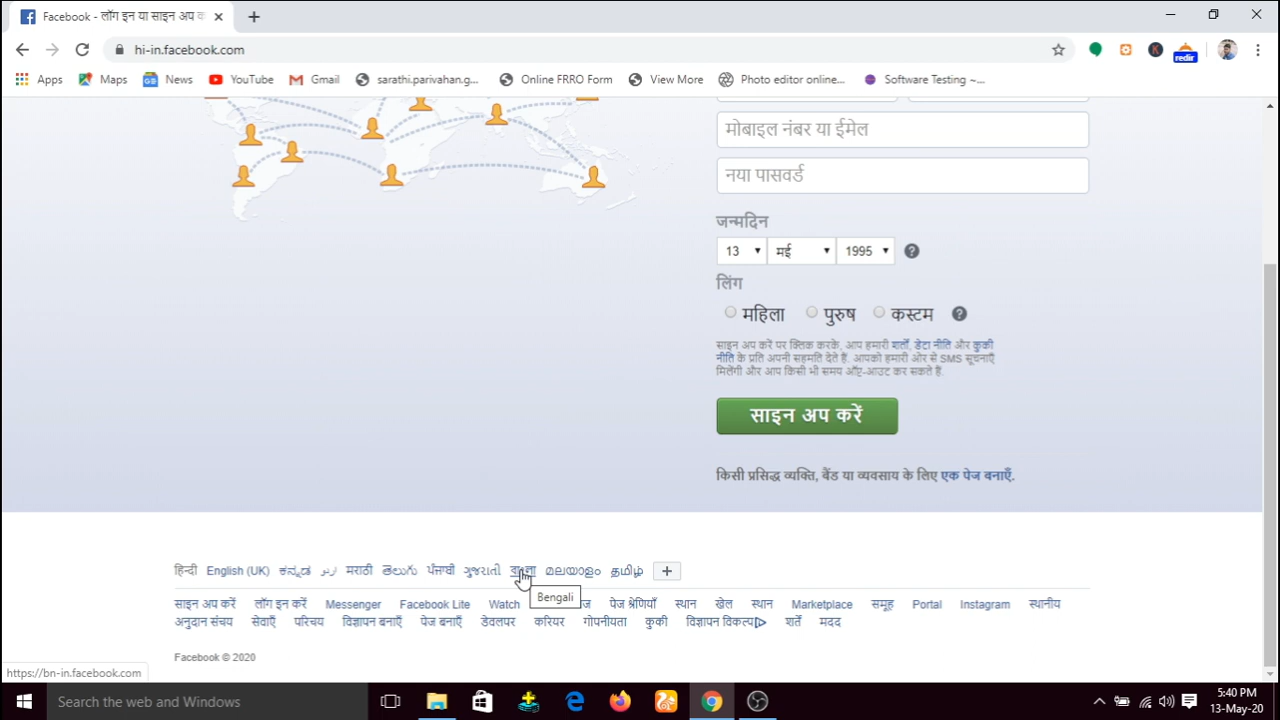 Facebook - लॉग इन या साइन अप क
hi-in.facebook.com
redir
Apps Maps News YouTube Gmail sarathi.parivahan.g... Online FRRO Form View More Photo editor online... Software Testing ~...
मोबाइल नंबर या ईमेल
नया पासवर्ड
जन्मदिन
13 मई 1995
लिंग
महिला पुरुष कस्टम
साइन अप करें पर क्लिक करके, आप हमारी शर्तों, डेटा नीति और कुकी
नीति के प्रति अपनी सहमति देते हैं. आपको हमारी ओर से SMS सूचनाएँ
मिलेंगी और आप किसी भी समय ऑप्ट-आउट कर सकते हैं.
साइन अप करें
किसी प्रसिद्ध व्यक्ति, बैंड या व्यवसाय के लिए एक पेज बनाएँ.
हिन्दी English (UK) ಕನ್ನಡ اردو मराठी తెలుగు ਪੰਜਾਬੀ ગુજરાતી বাংলা മലയാളം தமிழ் +
Bengali
साइन अप करें लॉग इन करें Messenger Facebook Lite Watch पेज श्रेणियाँ स्थान खेल स्थान Marketplace समूह Portal Instagram स्थानीय
अनुदान संचय सेवाएँ परिचय विज्ञापन बनाएँ पेज बनाएँ डेवलपर करियर गोपनीयता कुकी विज्ञापन विकल्प शर्तें मदद
Facebook © 2020
https://bn-in.facebook.com
Search the web and Windows
5:40 PM
13-May-20